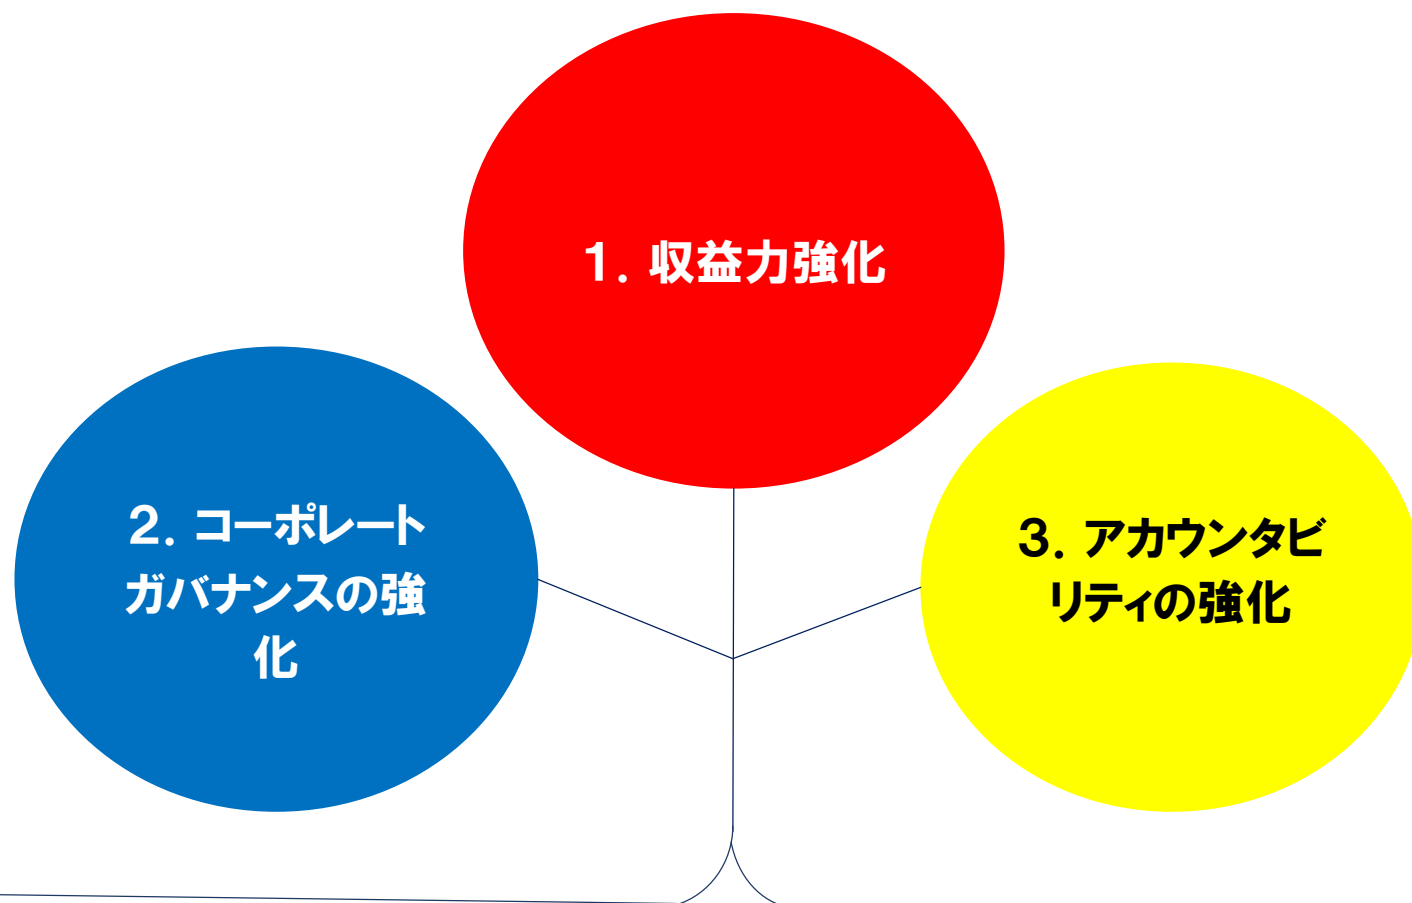 １．収益力強化
２．コーポレート
ガバナンスの強
化
３．アカウンタビ
リティの強化